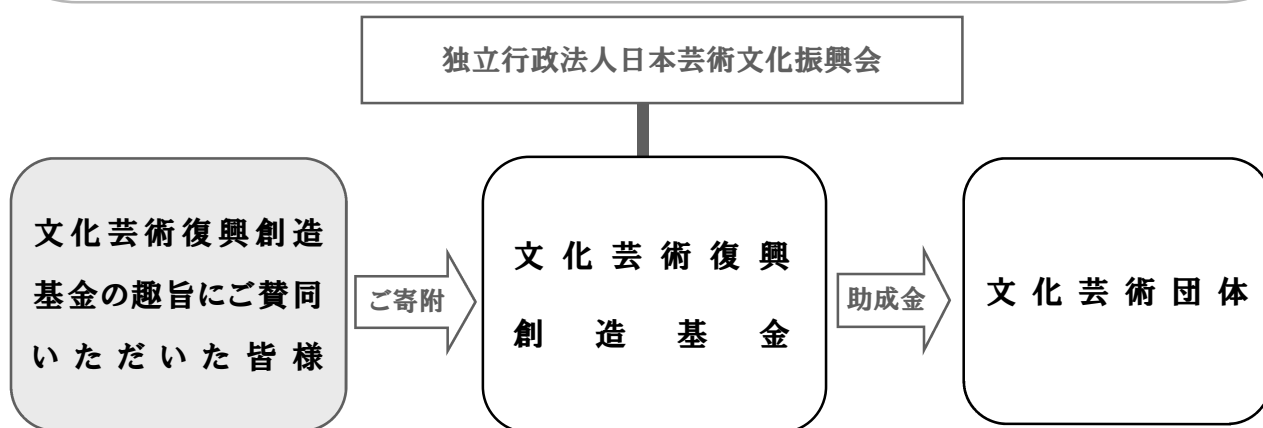 独立行政法人日本芸術文化振興会
文化芸術復興創造
基金の趣旨にご賛同
いただいた皆様
ご寄附
文化芸術復興
創造基金
助成金
文化芸術団体